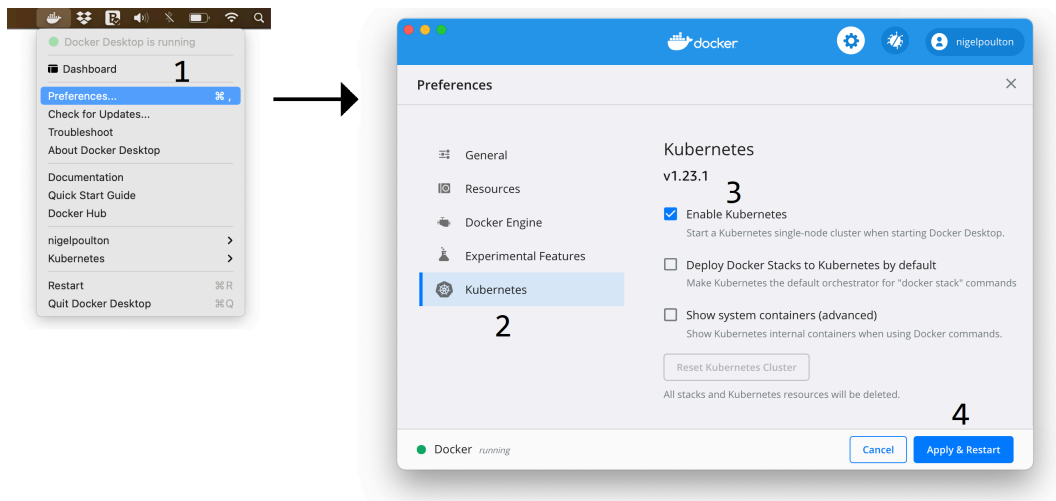 Docker Desktop is running
Dashboard
1
Preferences... ⌘ ,
Check for Updates...
Troubleshoot
About Docker Desktop
Documentation
Quick Start Guide
Docker Hub
nigelpoulton
Kubernetes
Restart ⌘ R
Quit Docker Desktop ⌘ Q
docker
nigelpoulton
Preferences
General
Resources
Docker Engine
Experimental Features
Kubernetes
2
Kubernetes
v1.23.1
3
Enable Kubernetes
Start a Kubernetes single-node cluster when starting Docker Desktop.
Deploy Docker Stacks to Kubernetes by default
Make Kubernetes the default orchestrator for "docker stack" commands
Show system containers (advanced)
Show Kubernetes internal containers when using Docker commands.
Reset Kubernetes Cluster
All stacks and Kubernetes resources will be deleted.
4
Docker running
Cancel
Apply & Restart